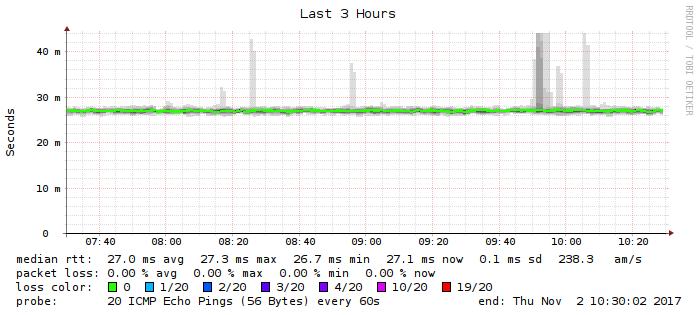 Last 3 Hours
RRDTOOL / TOBI OETIKER
Seconds
40 m
30 m
20 m
10 m
0
07:40 08:00 08:20 08:40 09:00 09:20 09:40 10:00 10:20
median rtt: 27.0 ms avg 27.3 ms max 26.7 ms min 27.1 ms now 0.1 ms sd 238.3 am/s
packet loss: 0.00 % avg 0.00 % max 0.00 % min 0.00 % now
loss color: 0 1/20 2/20 3/20 4/20 10/20 19/20
probe: 20 ICMP Echo Pings (56 Bytes) every 60s end: Thu Nov 2 10:30:02 2017